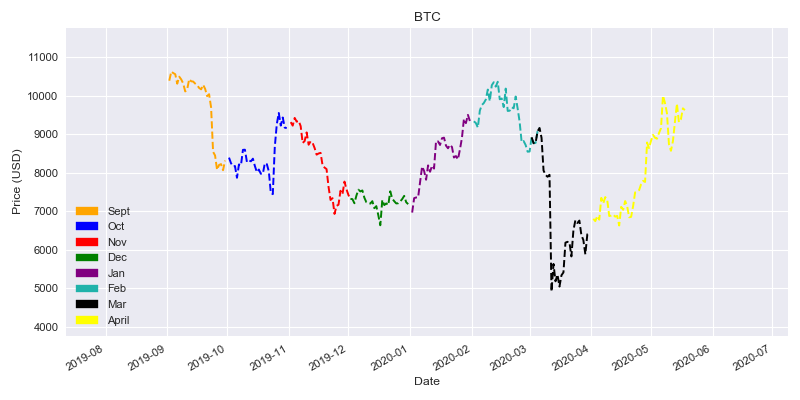 BTC
Price (USD)
11000
10000
9000
8000
7000
6000
5000
4000
Sept
Oct
Nov
Dec
Jan
Feb
Mar
April
2019-08
2019-09
2019-10
2019-11
2019-12
2020-01
2020-02
2020-03
2020-04
2020-05
2020-06
2020-07
Date